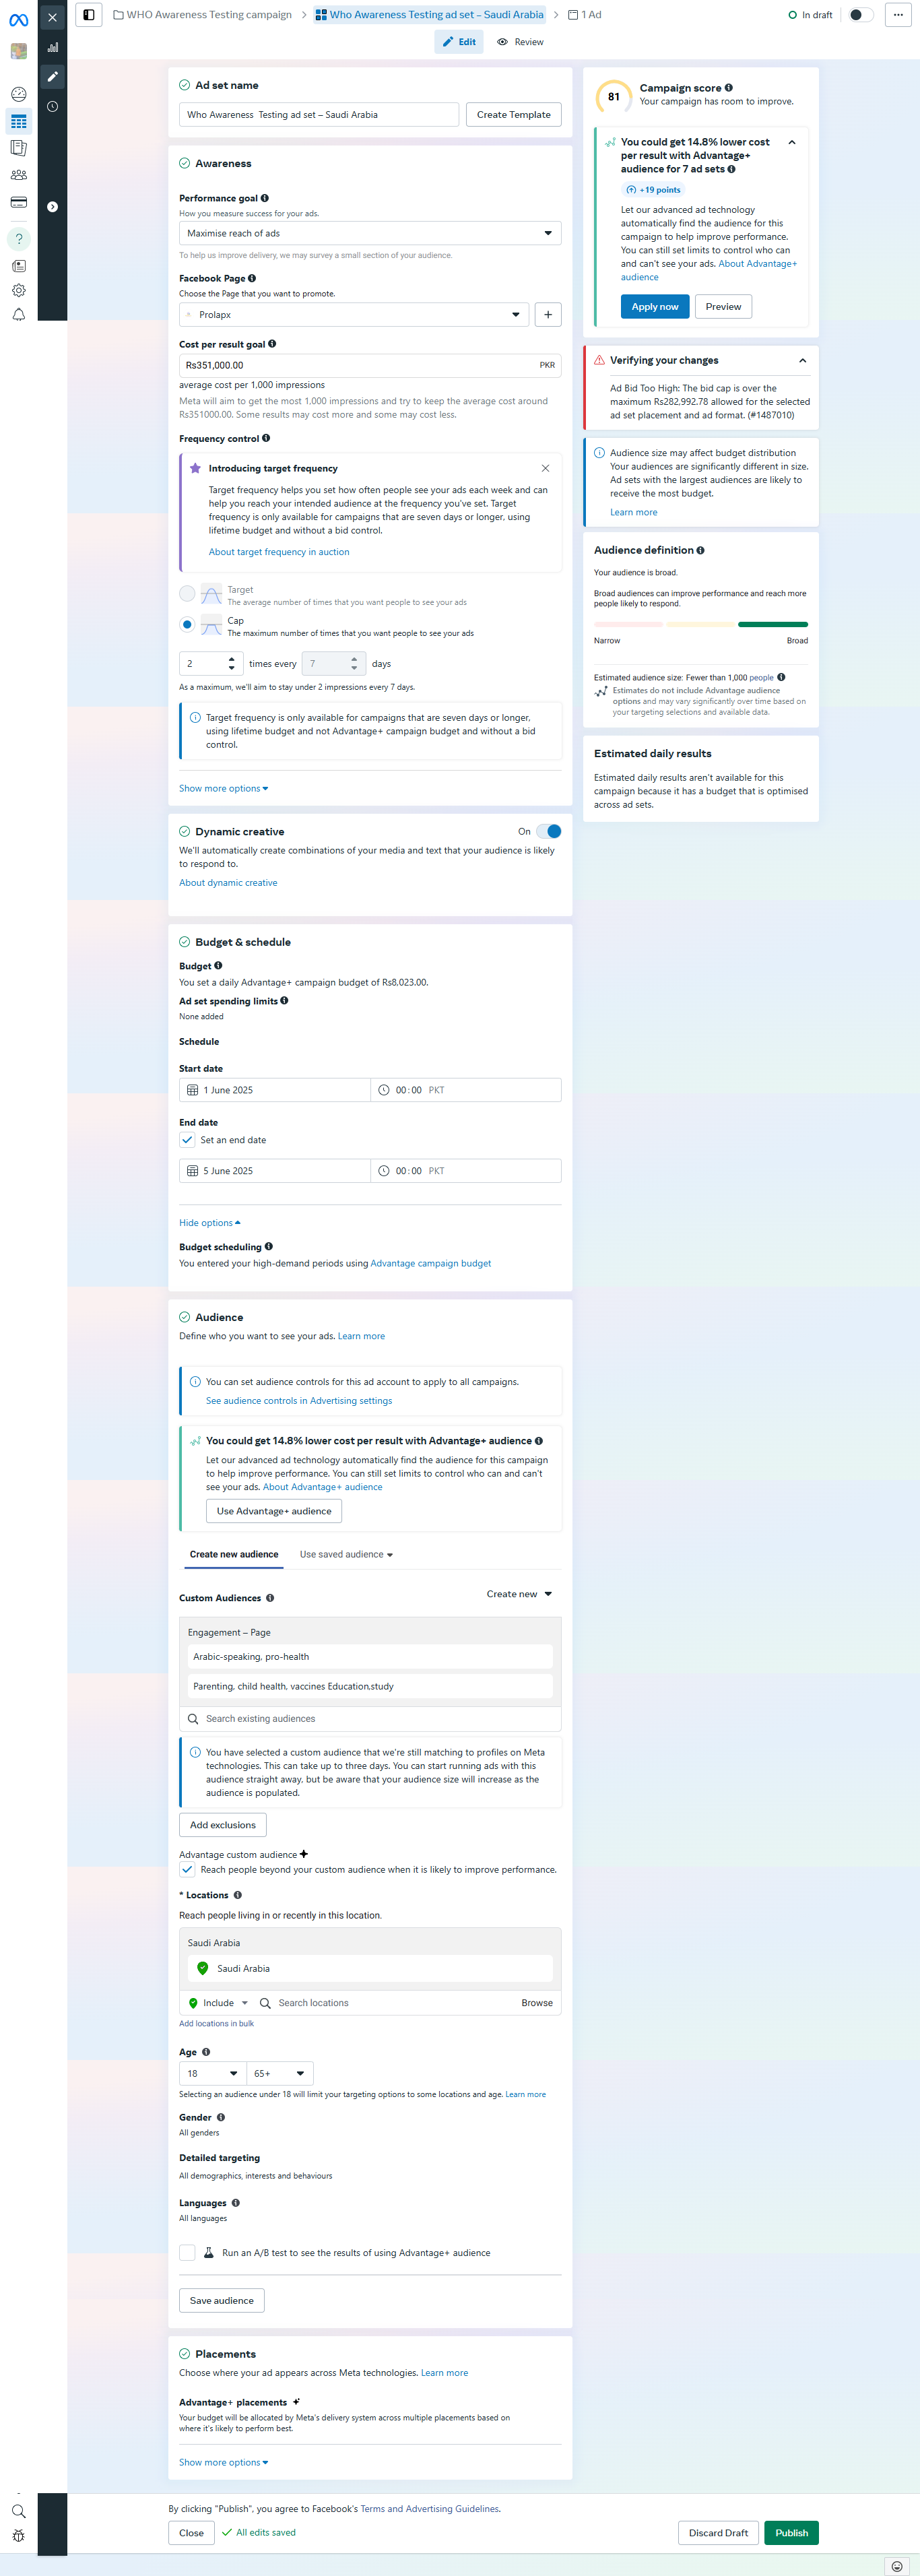 WHO Awareness Testing campaign
Who Awareness Testing ad set – Saudi Arabia
1 Ad
In draft
Edit
Review
Ad set name
Who Awareness  Testing ad set – Saudi Arabia
Create Template
Awareness
Performance goal
How you measure success for your ads.
Maximise reach of ads
To help us improve delivery, we may survey a small section of your audience.
Facebook Page
Choose the Page that you want to promote.
Prolapx
Cost per result goal
Rs351,000.00
PKR
average cost per 1,000 impressions
Meta will aim to get the most 1,000 impressions and try to keep the average cost around
Rs351000.00. Some results may cost more and some may cost less.
Frequency control
Introducing target frequency
Target frequency helps you set how often people see your ads each week and can
help you reach your intended audience at the frequency you've set. Target
frequency is only available for campaigns that are seven days or longer, using
lifetime budget and without a bid control.
About target frequency in auction
Target
The average number of times that you want people to see your ads
Cap
The maximum number of times that you want people to see your ads
2
times every
7
days
As a maximum, we'll aim to stay under 2 impressions every 7 days.
Target frequency is only available for campaigns that are seven days or longer,
using lifetime budget and not Advantage+ campaign budget and without a bid
control.
Show more options
Dynamic creative
On
We'll automatically create combinations of your media and text that your audience is likely
to respond to.
About dynamic creative
Budget & schedule
Budget
You set a daily Advantage+ campaign budget of Rs8,023.00.
Ad set spending limits
None added
Schedule
Start date
1 June 2025
00:00 PKT
End date
Set an end date
5 June 2025
00:00 PKT
Hide options
Budget scheduling
You entered your high-demand periods using Advantage campaign budget
Audience
Define who you want to see your ads. Learn more
You can set audience controls for this ad account to apply to all campaigns.
See audience controls in Advertising settings
You could get 14.8% lower cost per result with Advantage+ audience
Let our advanced ad technology automatically find the audience for this campaign
to help improve performance. You can still set limits to control who can and can't
see your ads. About Advantage+ audience
Use Advantage+ audience
Create new audience
Use saved audience
Custom Audiences
Create new
Engagement – Page
Arabic-speaking, pro-health
Parenting, child health, vaccines Education,study
Search existing audiences
You have selected a custom audience that we're still matching to profiles on Meta
technologies. This can take up to three days. You can start running ads with this
audience straight away, but be aware that your audience size will increase as the
audience is populated.
Add exclusions
Advantage custom audience
Reach people beyond your custom audience when it is likely to improve performance.
* Locations
Reach people living in or recently in this location.
Saudi Arabia
Saudi Arabia
Include
Search locations
Browse
Add locations in bulk
Age
18
65+
Selecting an audience under 18 will limit your targeting options to some locations and age. Learn more
Gender
All genders
Detailed targeting
All demographics, interests and behaviours
Languages
All languages
Run an A/B test to see the results of using Advantage+ audience
Save audience
Placements
Choose where your ad appears across Meta technologies. Learn more
Advantage+ placements
Your budget will be allocated by Meta's delivery system across multiple placements based on
where it's likely to perform best.
Show more options
81
Campaign score
Your campaign has room to improve.
You could get 14.8% lower cost
per result with Advantage+
audience for 7 ad sets
+19 points
Let our advanced ad technology
automatically find the audience for this
campaign to help improve performance.
You can still set limits to control who can
and can't see your ads. About Advantage+
audience
Apply now
Preview
Verifying your changes
Ad Bid Too High: The bid cap is over the
maximum Rs282,992.78 allowed for the selected
ad set placement and ad format. (#1487010)
Audience size may affect budget distribution
Your audiences are significantly different in size.
Ad sets with the largest audiences are likely to
receive the most budget.
Learn more
Audience definition
Your audience is broad.
Broad audiences can improve performance and reach more
people likely to respond.
Narrow
Broad
Estimated audience size: Fewer than 1,000 people
Estimates do not include Advantage audience
options and may vary significantly over time based on
your targeting selections and available data.
Estimated daily results
Estimated daily results aren't available for this
campaign because it has a budget that is optimised
across ad sets.
By clicking "Publish", you agree to Facebook's Terms and Advertising Guidelines.
Close
All edits saved
Discard Draft
Publish